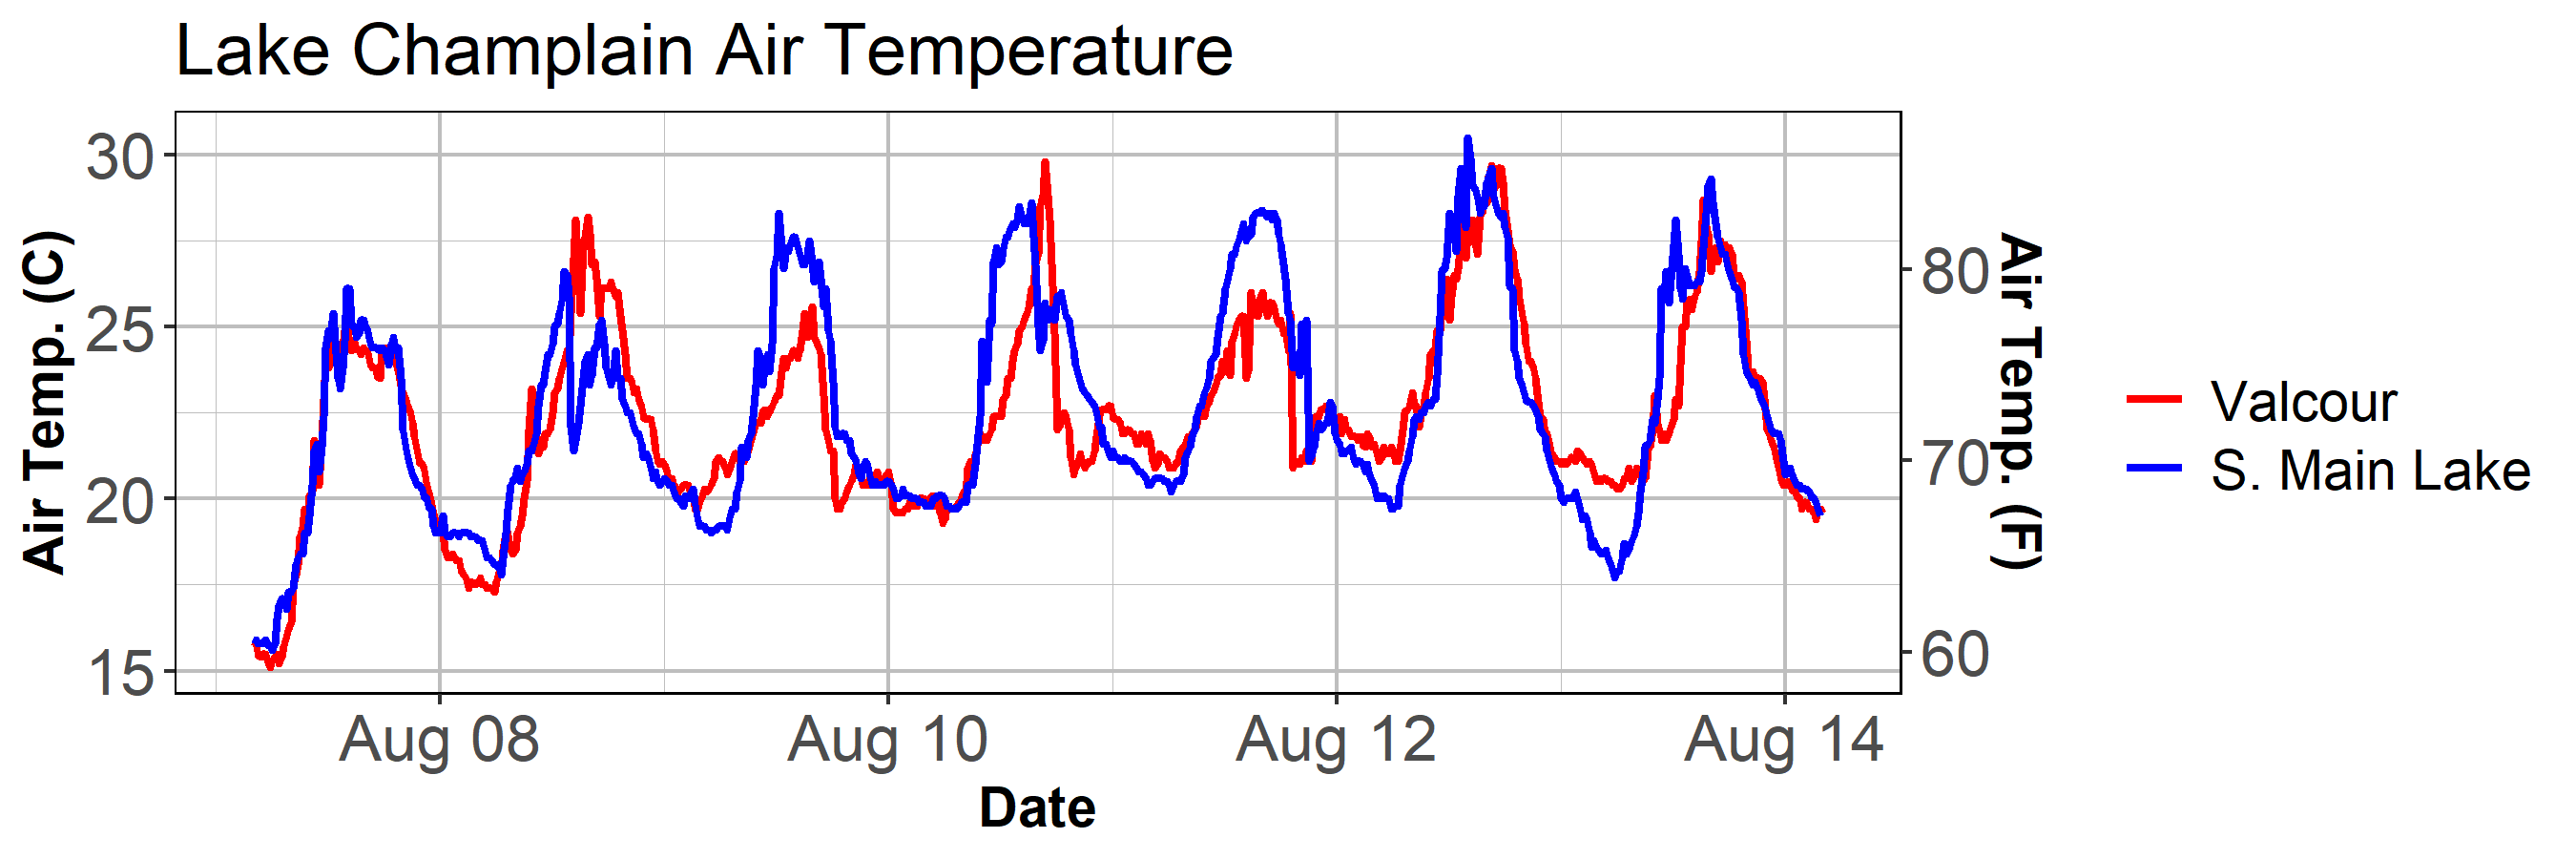 Lake Champlain Air Temperature
Air Temp. (C)
30
25
20
15
80
70
60
Air Temp. (F)
Aug 08
Aug 10
Aug 12
Aug 14
Date
Valcour
S. Main Lake